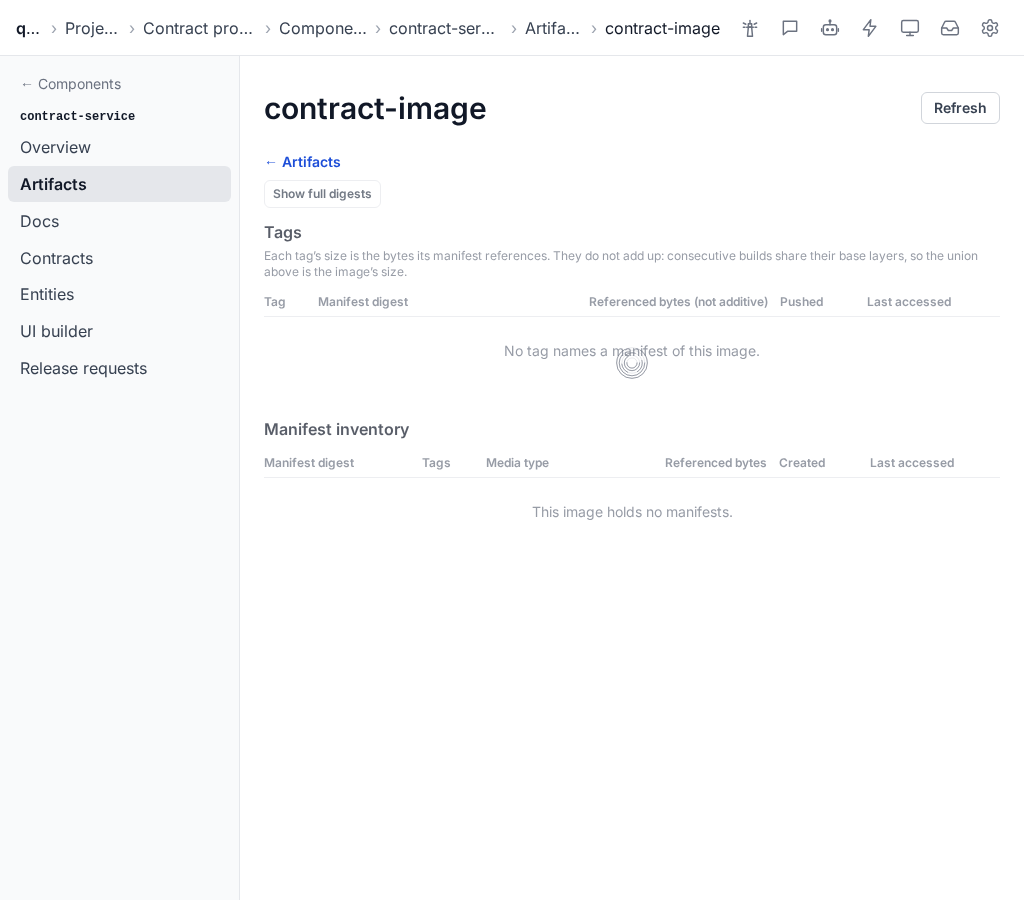 q... › Proje... › Contract pro... › Compone... › contract-ser... › Artifa... › contract-image
← Components
contract-service
Overview
Artifacts
Docs
Contracts
Entities
UI builder
Release requests
contract-image
Refresh
← Artifacts
Show full digests
Tags
Each tag’s size is the bytes its manifest references. They do not add up: consecutive builds share their base layers, so the union
above is the image’s size.
Tag Manifest digest Referenced bytes (not additive) Pushed Last accessed
No tag names a manifest of this image.
Manifest inventory
Manifest digest Tags Media type Referenced bytes Created Last accessed
This image holds no manifests.